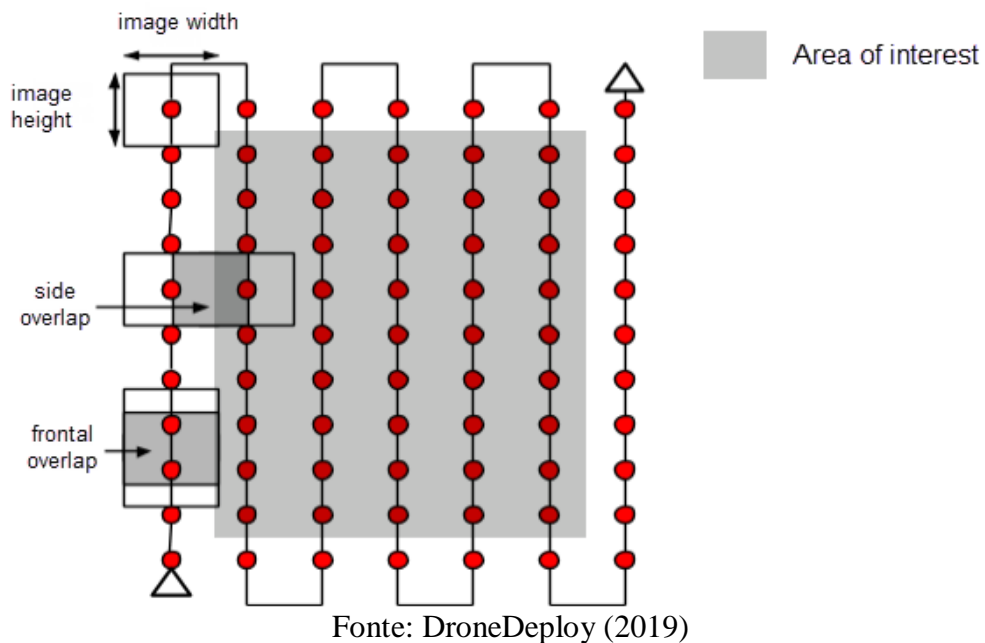 image width
image
height
Area of interest
side
overlap
frontal
overlap
Fonte: DroneDeploy (2019)